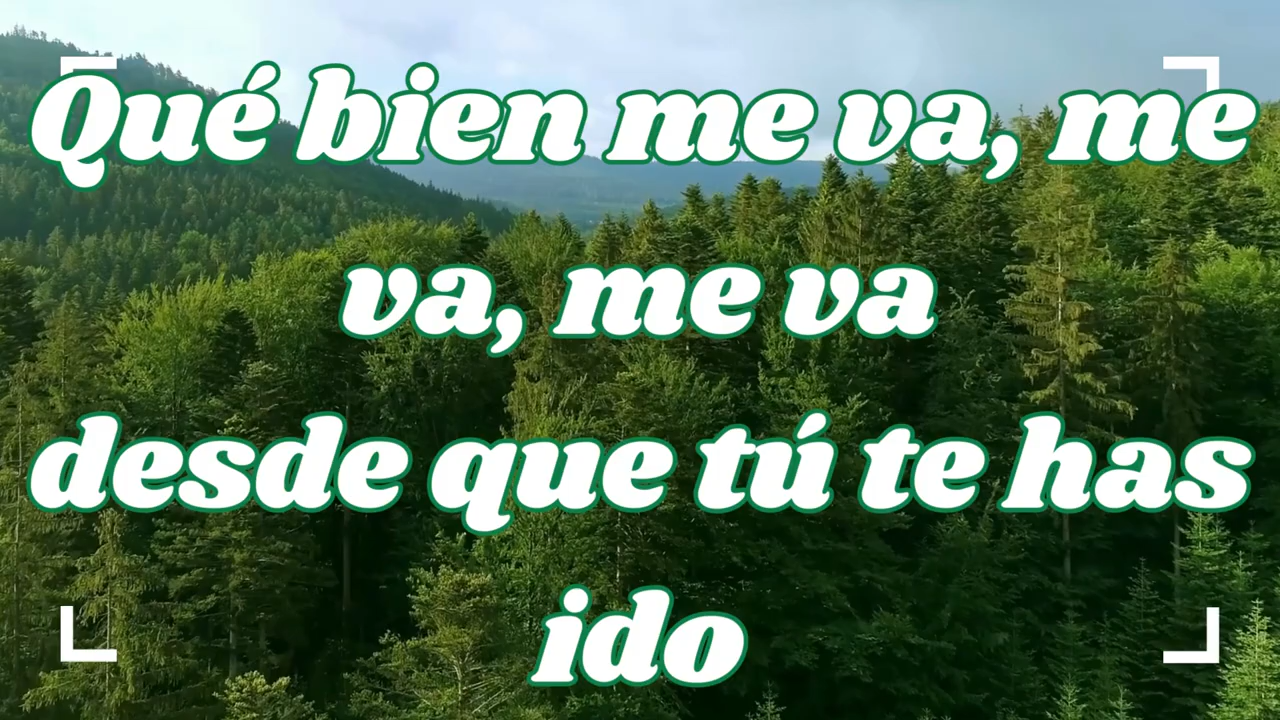 Qué bien me va, me
va, me va
desde que tú te has
ido